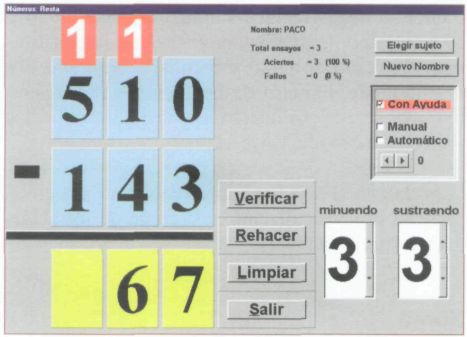 Números: Resta
1 1
5 1 0
- 1 4 3
6 7
Nombre: PACO
Total ensayos = 3
Aciertos = 3 (100 %)
Fallos = 0 (0 %)
Elegir sujeto
Nuevo Nombre
Con Ayuda
Manual
Automático
0
Verificar
Rehacer
Limpiar
Salir
minuendo sustraendo
3 3